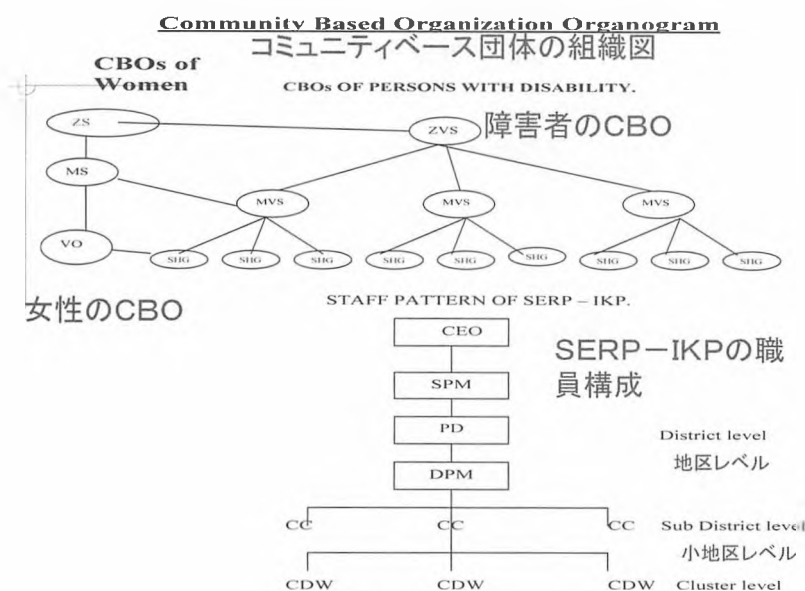 Community Based Organization Organogram
コミュニティベース団体の組織図
CBOs of
Women
CBOs OF PERSONS WITH DISABILITY.
ZS
ZVS
障害者のCBO
MS
MVS
MVS
MVS
VO
SHG
SHG
SHG
SHG
SHG
SHG
SHG
SHG
SHG
女性のCBO
STAFF PATTERN OF SERP – IKP.
CEO
SERP－IKPの職
員構成
SPM
PD
District level
地区レベル
DPM
CC
CC
CC
Sub District level
小地区レベル
CDW
CDW
CDW
Cluster level